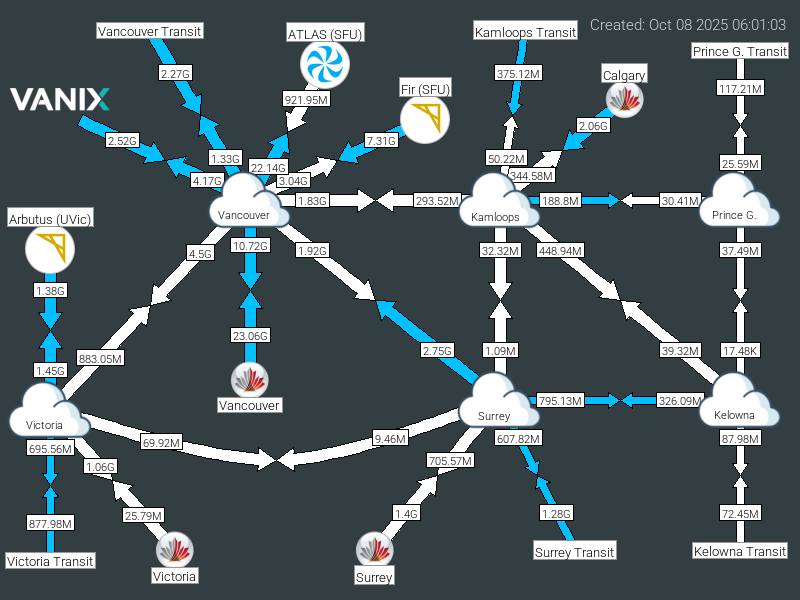 Created: Oct 08 2025 06:01:03
Vancouver Transit
ATLAS (SFU)
Kamloops Transit
Prince G. Transit
2.27G
375.12M
Calgary
117.21M
Fir (SFU)
VANIX
921.95M
2.06G
2.52G
7.31G
1.33G
50.22M
25.59M
22.14G
4.17G
3.04G
344.58M
1.83G
293.52M
188.8M
30.41M
Vancouver
Kamloops
Prince G.
Arbutus (UVic)
4.5G
10.72G
1.92G
32.32M
448.94M
37.49M
1.38G
23.06G
883.05M
2.75G
1.09M
39.32M
17.48K
1.45G
Vancouver
795.13M
326.09M
Victoria
Surrey
Kelowna
695.56M
69.92M
9.46M
607.82M
87.98M
1.06G
705.57M
877.98M
25.79M
1.4G
1.28G
72.45M
Victoria Transit
Victoria
Surrey
Surrey Transit
Kelowna Transit